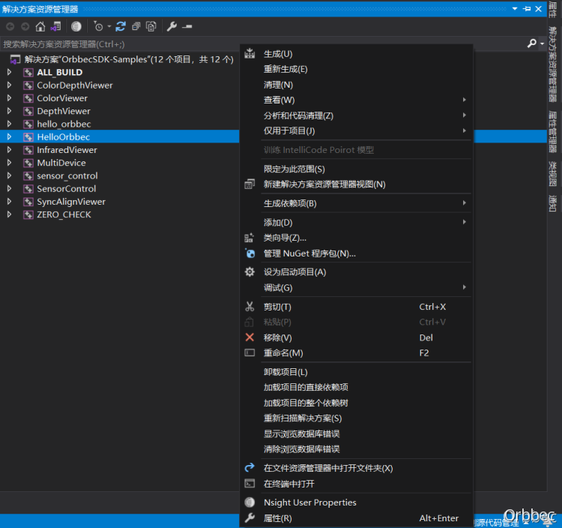 解决方案资源管理器
搜索解决方案资源管理器(Ctrl+;)
解决方案"OrbbecSDK-Samples"(12 个项目，共 12 个)
ALL_BUILD
ColorDepthViewer
ColorViewer
DepthViewer
hello_orbbec
HelloOrbbec
InfraredViewer
MultiDevice
sensor_control
SensorControl
SyncAlignViewer
ZERO_CHECK
生成(U)
重新生成(E)
清理(N)
查看(W)
分析和代码清理(Z)
仅用于项目(J)
训练 IntelliCode Poirot 模型
限定为此范围(S)
新建解决方案资源管理器视图(N)
生成依赖项(B)
添加(D)
类向导(Z)...
管理 NuGet 程序包(N)...
设为启动项目(A)
调试(G)
剪切(T) Ctrl+X
粘贴(P) Ctrl+V
移除(V) Del
重命名(M) F2
卸载项目(L)
加载项目的直接依赖项
加载项目的整个依赖树
重新扫描解决方案(S)
显示浏览数据库错误
清除浏览数据库错误
在文件资源管理器中打开文件夹(X)
在终端中打开
Nsight User Properties
属性(R) Alt+Enter
属性
解决方案资源管理器
属性管理器
类视图
通知
源代码管理
Orbbec